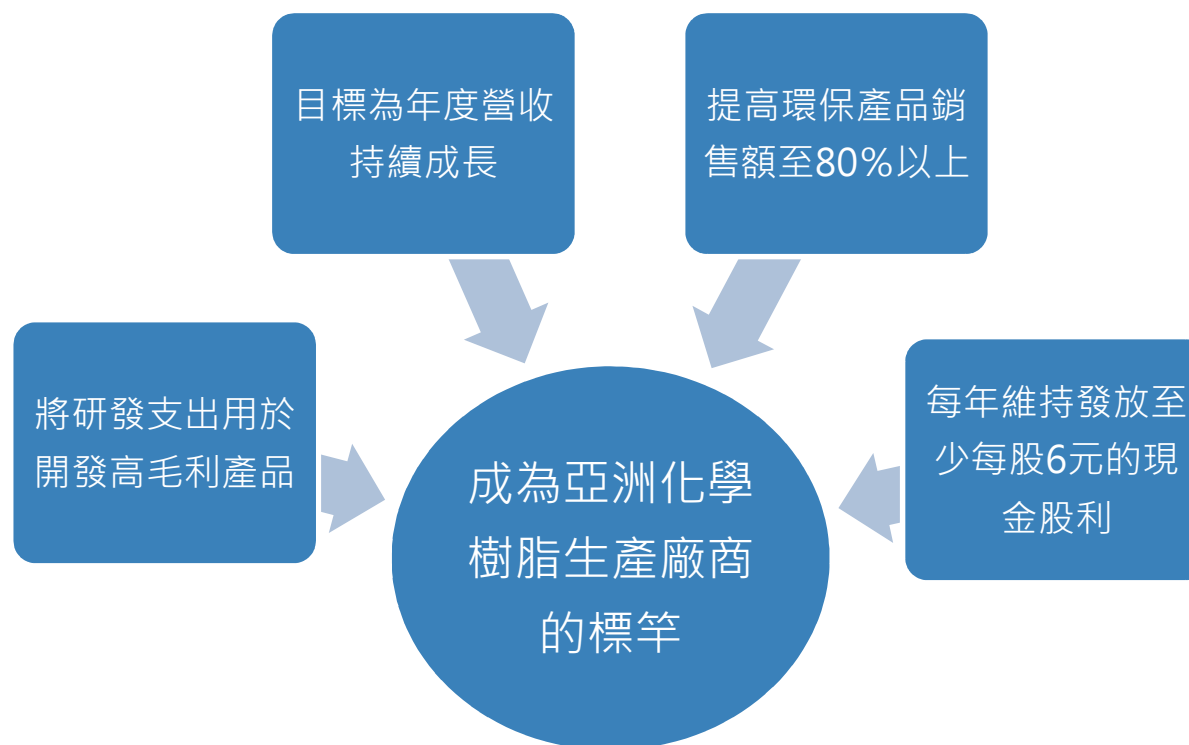 目標為年度營收
持續成長
提高環保產品銷
售額至80%以上
將研發支出用於
開發高毛利產品
每年維持發放至
少每股6元的現
金股利
成為亞洲化學
樹脂生產廠商
的標竿